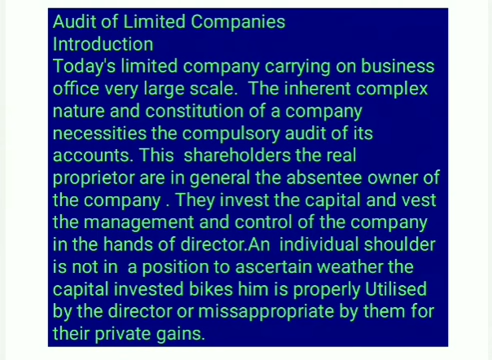 Audit of Limited Companies
Introduction
Today's limited company carrying on business
office very large scale.  The inherent complex
nature and constitution of a company
necessities the compulsory audit of its
accounts. This  shareholders the real
proprietor are in general the absentee owner of
the company . They invest the capital and vest
the management and control of the company
in the hands of director.An  individual shoulder
is not in  a position to ascertain weather the
capital invested bikes him is properly Utilised
by the director or missappropriate by them for
their private gains.